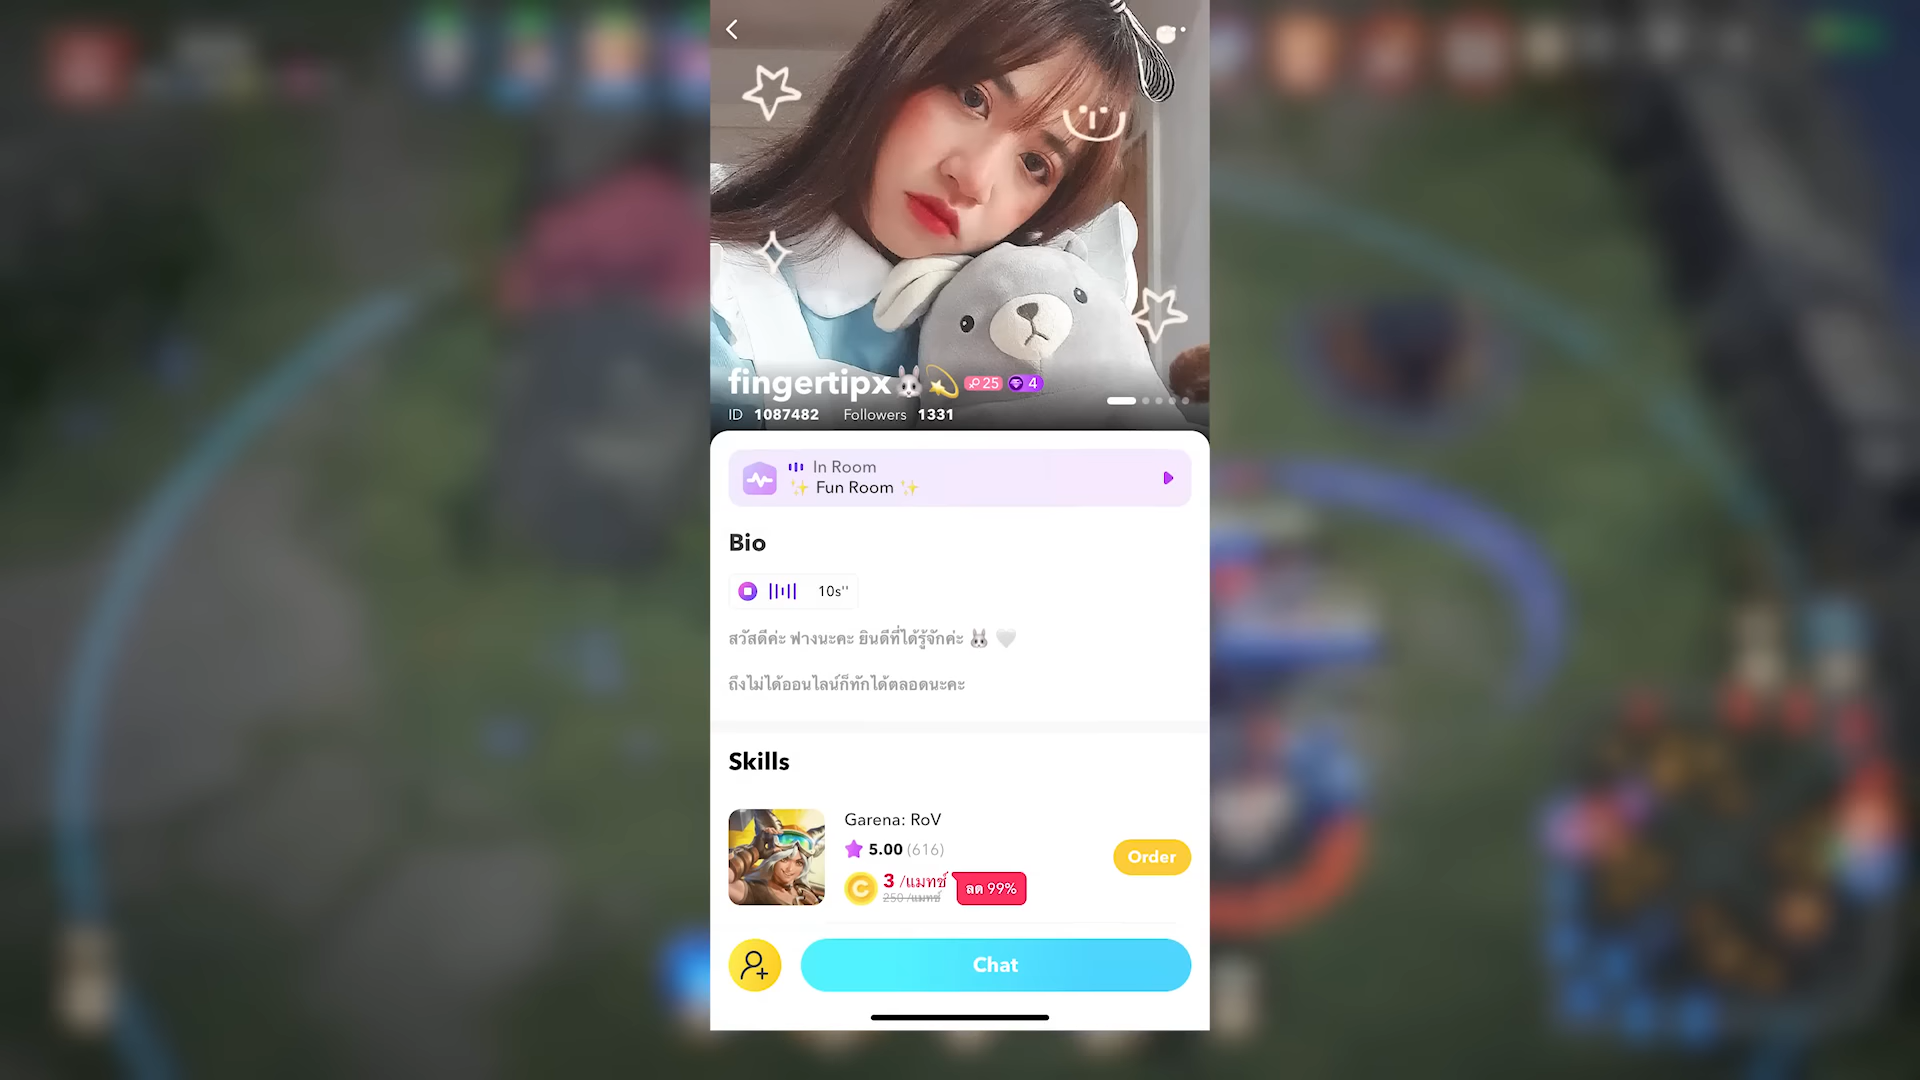 fingertipx🐰💫 25 4
ID 1087482 Followers 1331
In Room
✨ Fun Room ✨
Bio
10s''
สวัสดีค่ะ ฟางนะคะ ยินดีที่ได้รู้จักค่ะ 🐰 🤍
ถึงไม่ได้ออนไลน์ก็ทักได้ตลอดนะคะ
Skills
Garena: RoV
5.00 (616)
Order
3 /แมทช์ ลด 99%
250 /แมทช์
Chat